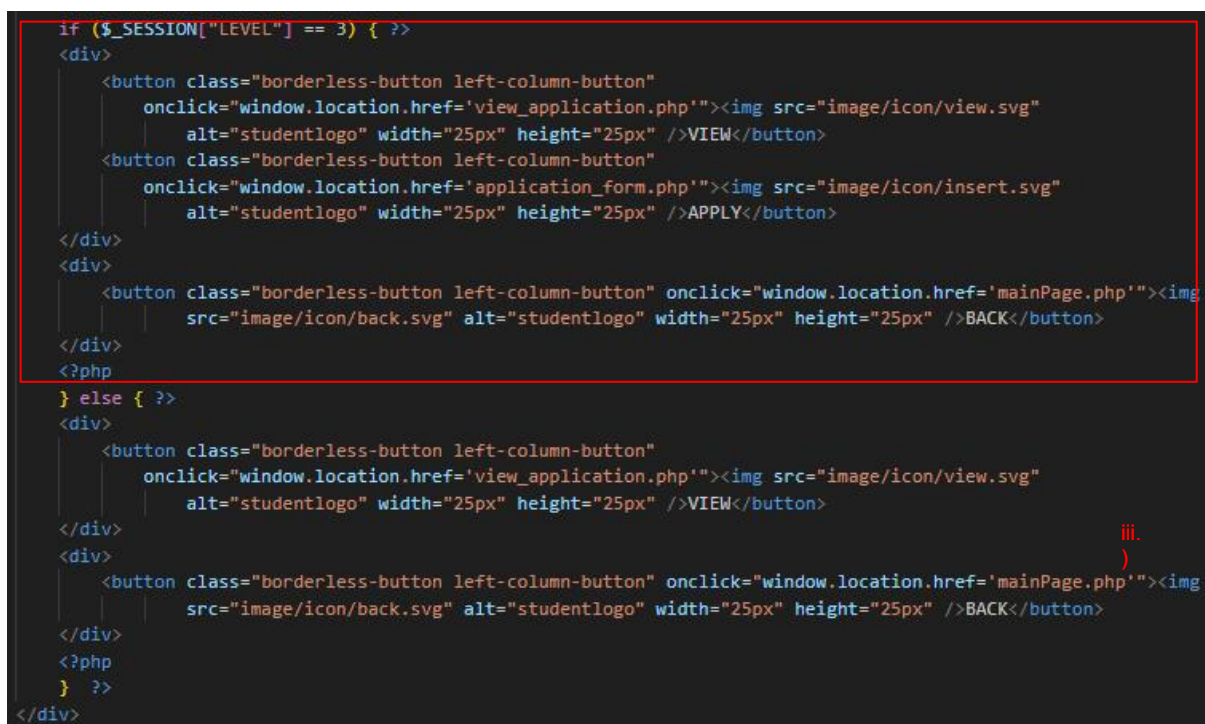 if ($_SESSION["LEVEL"] == 3) { ?>
<div>
<button class="borderless-button left-column-button"
onclick="window.location.href='view_application.php'"><img src="image/icon/view.svg"
alt="studentlogo" width="25px" height="25px" />VIEW</button>
<button class="borderless-button left-column-button"
onclick="window.location.href='application_form.php'"><img src="image/icon/insert.svg"
alt="studentlogo" width="25px" height="25px" />APPLY</button>
</div>
<div>
<button class="borderless-button left-column-button" onclick="window.location.href='mainPage.php'"><img
src="image/icon/back.svg" alt="studentlogo" width="25px" height="25px" />BACK</button>
</div>
<?php
} else { ?>
<div>
<button class="borderless-button left-column-button"
onclick="window.location.href='view_application.php'"><img src="image/icon/view.svg"
alt="studentlogo" width="25px" height="25px" />VIEW</button>
</div>
iii.
<div>
)
<button class="borderless-button left-column-button" onclick="window.location.href='mainPage.php'"><img
src="image/icon/back.svg" alt="studentlogo" width="25px" height="25px" />BACK</button>
</div>
<?php
} ?>
</div>